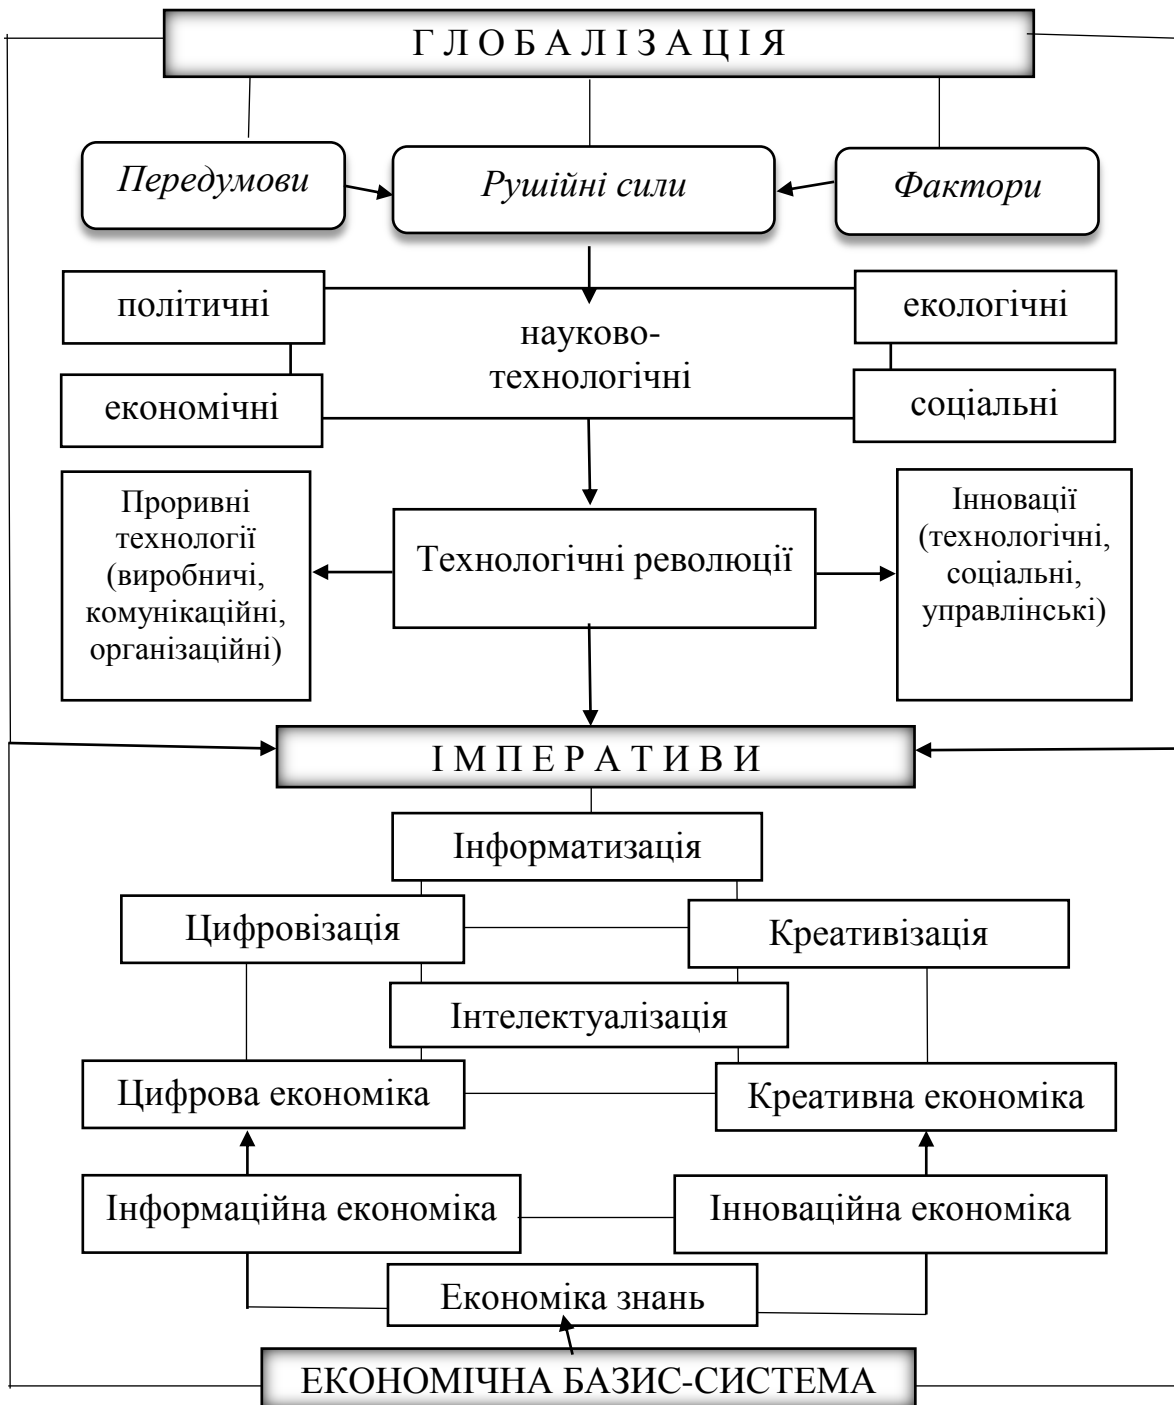 ГЛОБАЛІЗАЦІЯ
Передумови
Рушійні сили
Фактори
політичні
екологічні
науково-
технологічні
економічні
соціальні
Проривні
технології
(виробничі,
комунікаційні,
організаційні)
Технологічні революції
Інновації
(технологічні,
соціальні,
управлінські)
ІМПЕРАТИВИ
Інформатизація
Цифровізація
Креативізація
Інтелектуалізація
Цифрова економіка
Креативна економіка
Інформаційна економіка
Інноваційна економіка
Економіка знань
ЕКОНОМІЧНА БАЗИС-СИСТЕМА